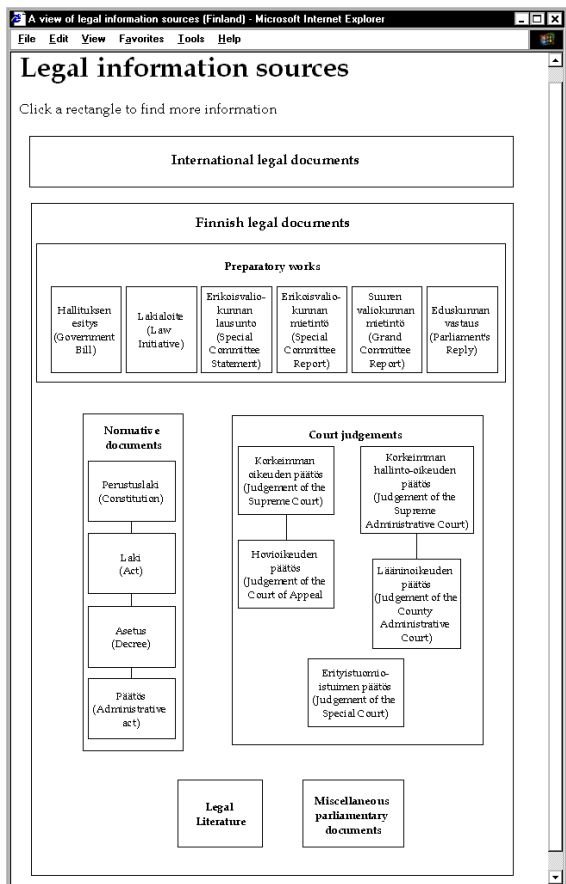 A view of legal information sources (Finland) - Microsoft Internet Explorer
File Edit View Favorites Tools Help
Legal information sources
Click a rectangle to find more information
International legal documents
Finnish legal documents
Preparatory works
Hallituksen
esitys
(Government
Bill)
Lakialoite
(Law
Initiative)
Erikoisvalio-
kunnan
lausunto
(Special
Committee
Statement)
Erikoisvalio-
kunnan
mietintö
(Special
Committee
Report)
Suuren
valiokunnan
mietintö
(Grand
Committee
Report)
Eduskunnan
vastaus
(Parliament's
Reply)
Normative
documents
Perustuslaki
(Constitution)
Laki
(Act)
Asetus
(Decree)
Päätös
(Administrative
act)
Court judgements
Korkeimman
oikeuden päätös
(Judgement of the
Supreme Court)
Hovioikeuden
päätös
(Judgement of the
Court of Appeal
Korkeimman
hallinto-oikeuden
päätös
(Judgement of the
Supreme
Administrative Court)
Lääninoikeuden
päätös
(Judgement of the
County
Administrative
Court)
Erityistuomio-
istuimen päätös
(Judgement of the
Special Court)
Legal
Literature
Miscellaneous
parliamentary
documents